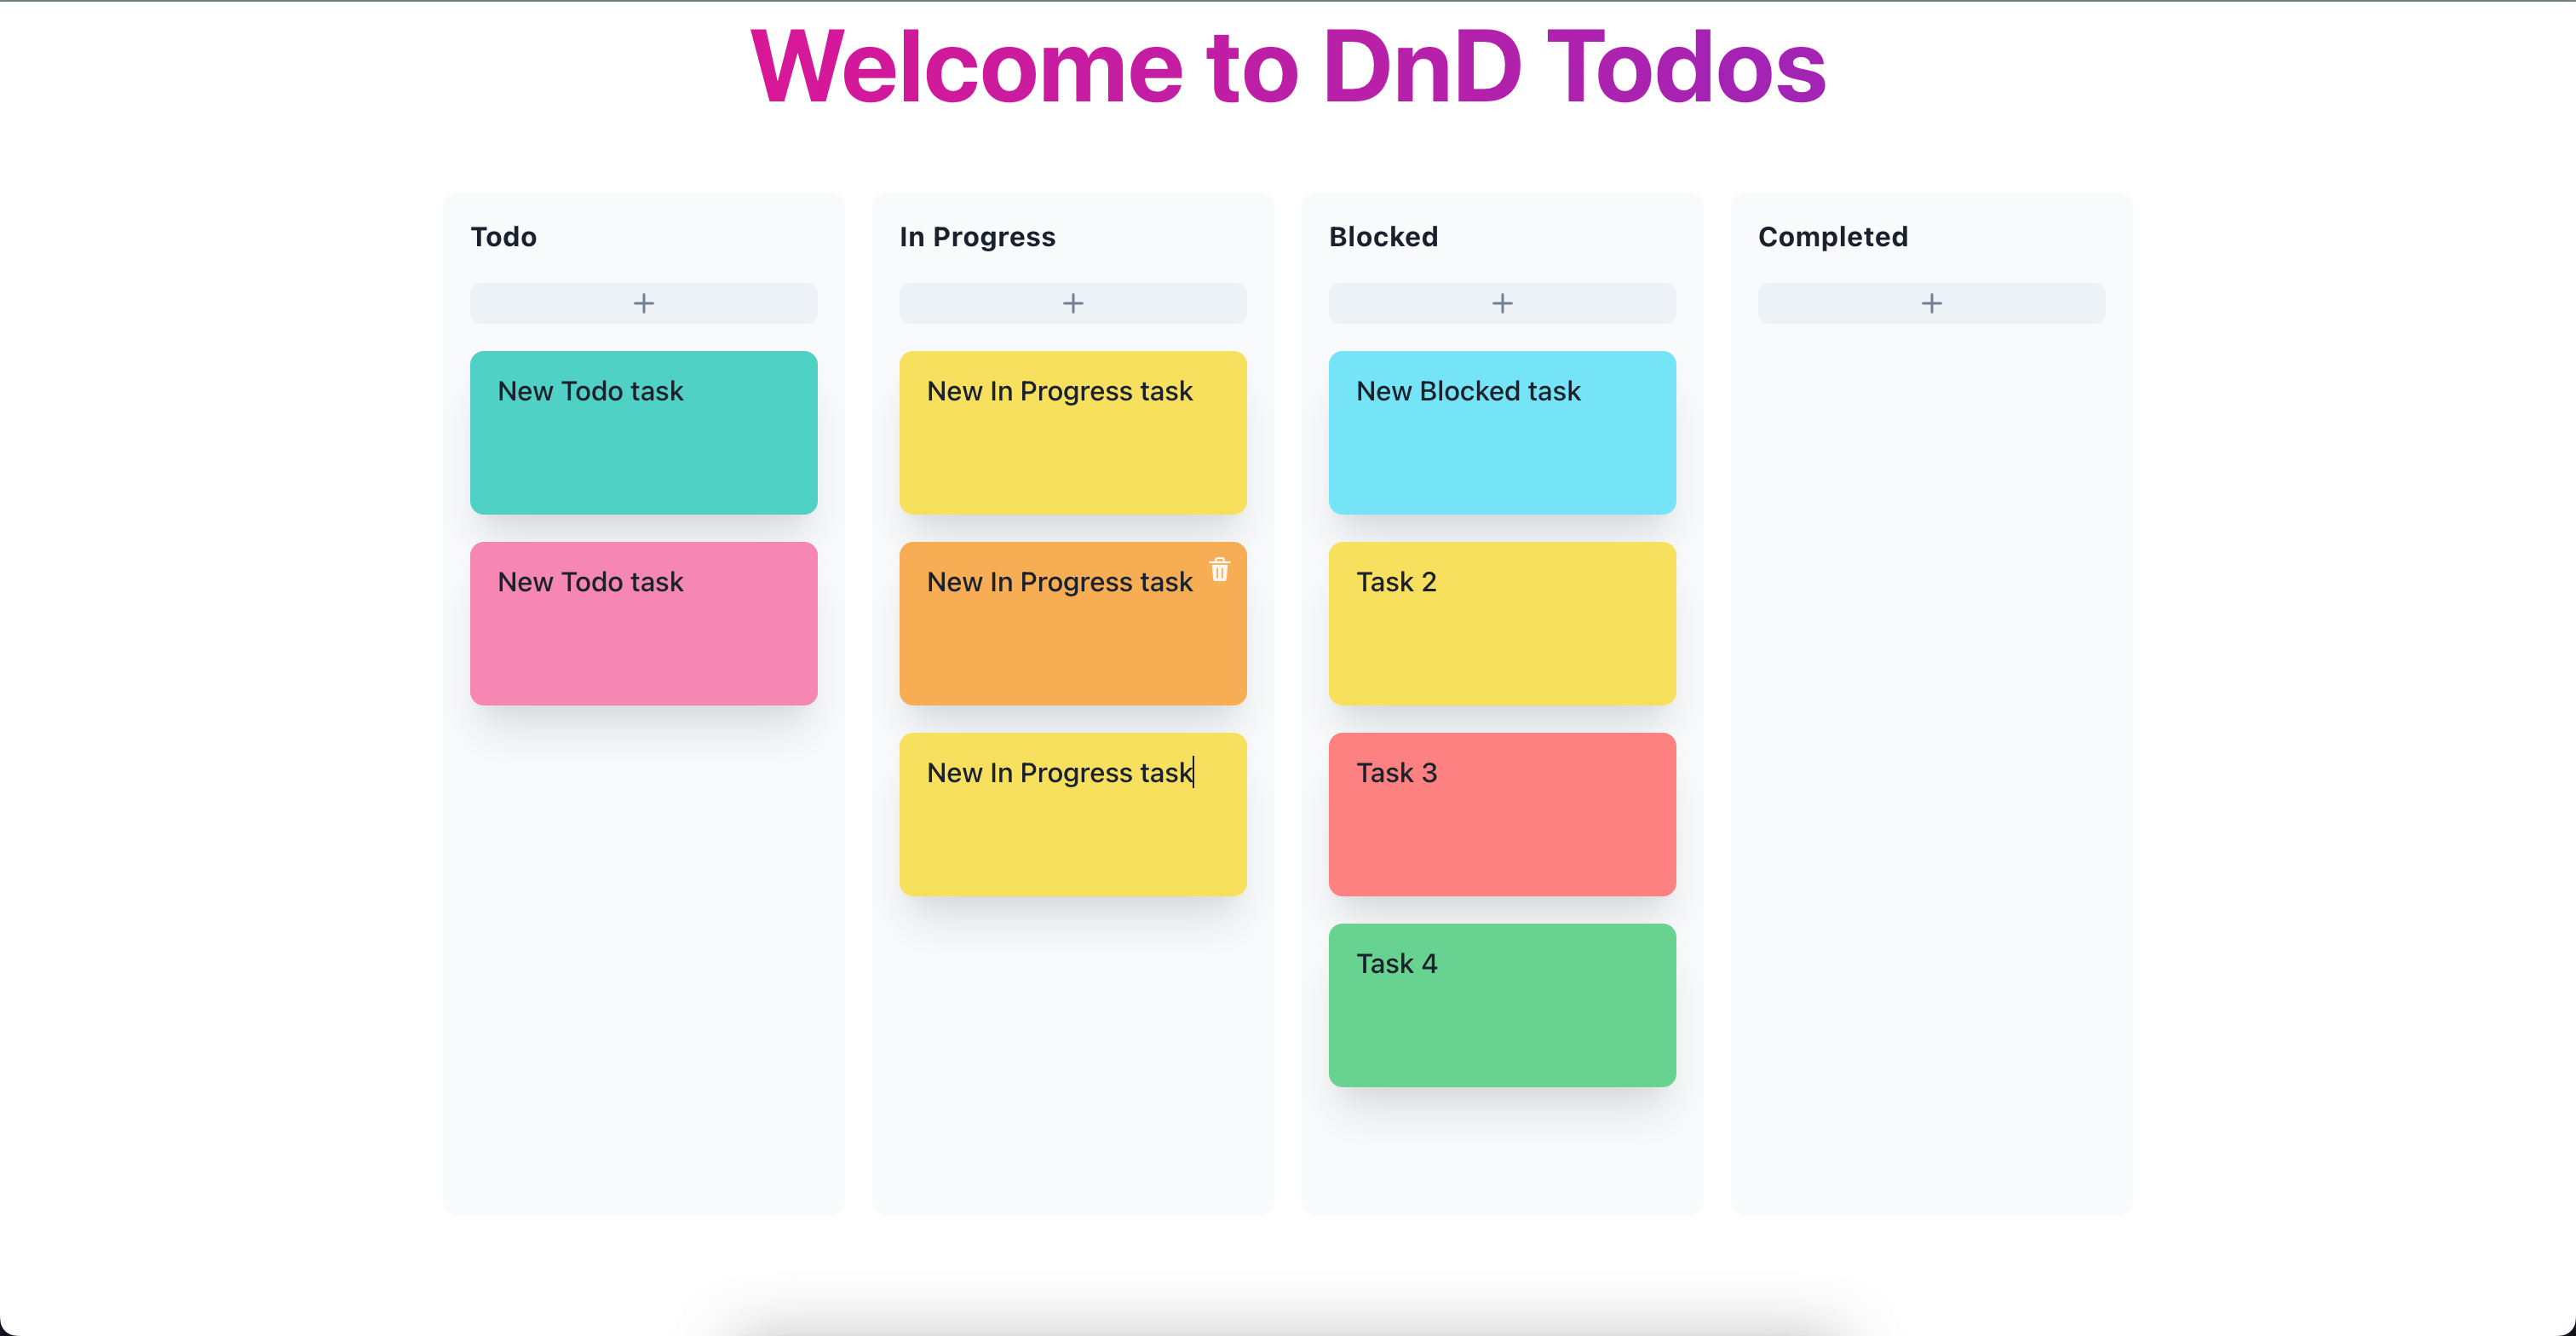 Welcome to DnD Todos
Todo
+
New Todo task
New Todo task
In Progress
+
New In Progress task
New In Progress task
New In Progress task
Blocked
+
New Blocked task
Task 2
Task 3
Task 4
Completed
+